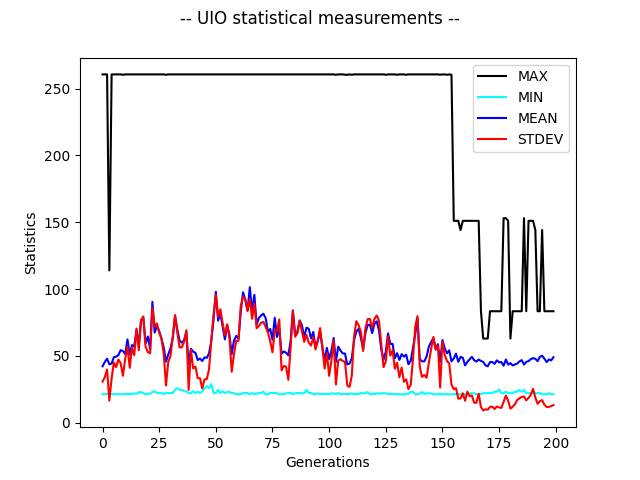 -- UIO statistical measurements --
MAX
MIN
MEAN
STDEV
Statistics
250
200
150
100
50
0
0 25 50 75 100 125 150 175 200
Generations